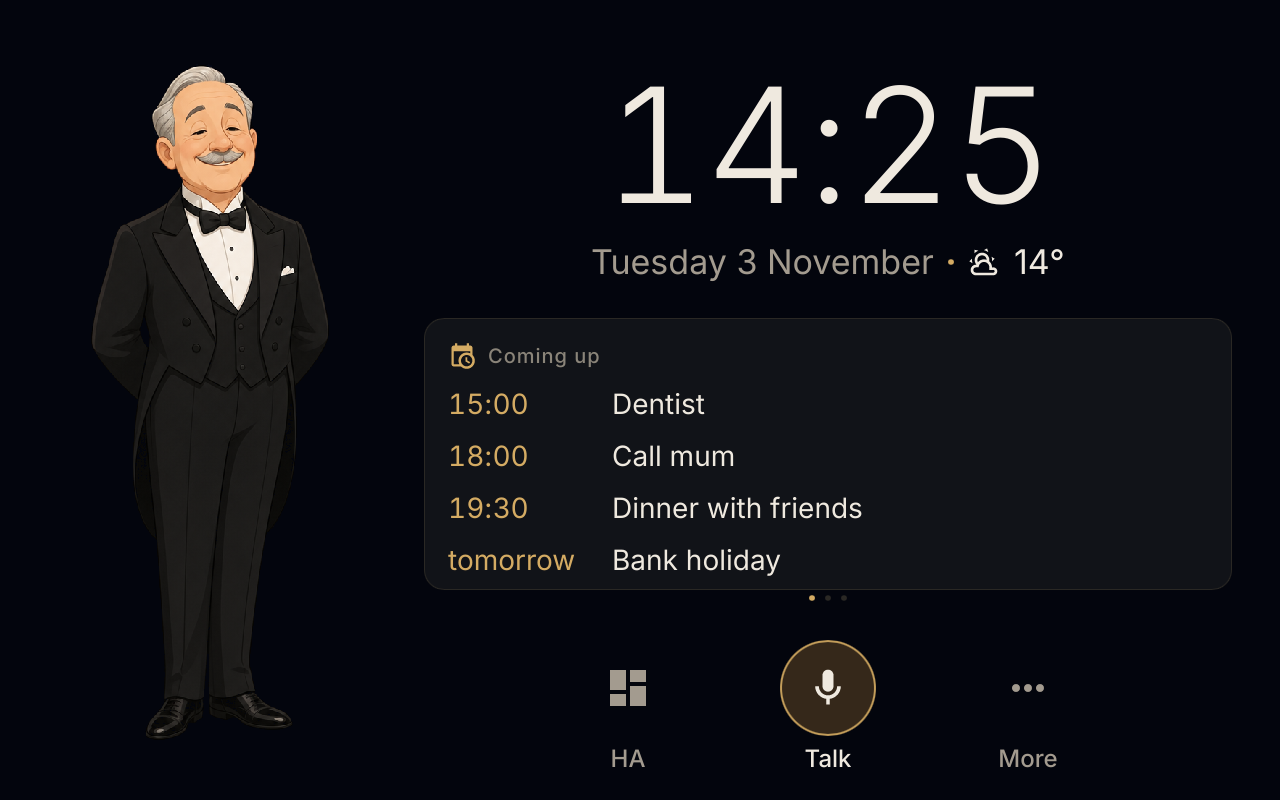 14:25
Tuesday 3 November • 14°
Coming up
15:00 Dentist
18:00 Call mum
19:30 Dinner with friends
tomorrow Bank holiday
HA Talk More